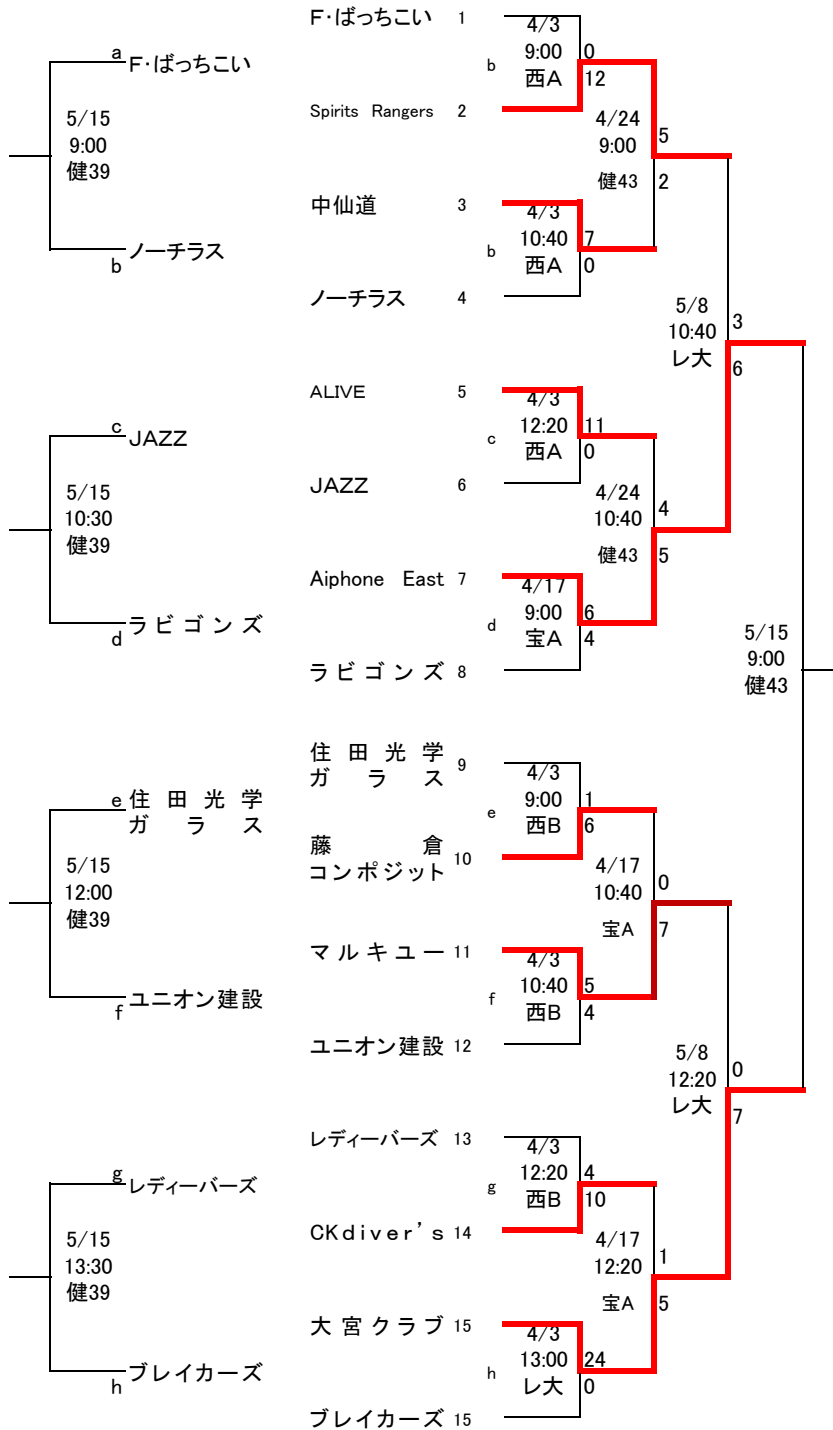 a F・ばっちこい
5/15
9:00
健39
b ノーチラス
c JAZZ
5/15
10:30
健39
d ラビゴンズ
e 住田光学
ガラス
5/15
12:00
健39
f ユニオン建設
g レディーバーズ
5/15
13:30
健39
h ブレイカーズ
F・ばっちこい 1
b
4/3
9:00
西A
0
12
Spirits Rangers 2
4/24
9:00
健43
5
2
中仙道 3
b
4/3
10:40
西A
7
0
ノーチラス 4
5/8
10:40
レ大
3
6
ALIVE 5
c
4/3
12:20
西A
11
0
JAZZ 6
4/24
10:40
健43
4
5
Aiphone East 7
d
4/17
9:00
宝A
6
4
ラビゴンズ 8
5/15
9:00
健43
住田光学
ガラス 9
e
4/3
9:00
西B
1
6
藤倉
コンポジット 10
4/17
10:40
宝A
0
7
マルキユー 11
f
4/3
10:40
西B
5
4
ユニオン建設 12
5/8
12:20
レ大
0
7
レディーバーズ 13
g
4/3
12:20
西B
4
10
CKdiver's 14
4/17
12:20
宝A
1
5
大宮クラブ 15
h
4/3
13:00
レ大
24
0
ブレイカーズ 15